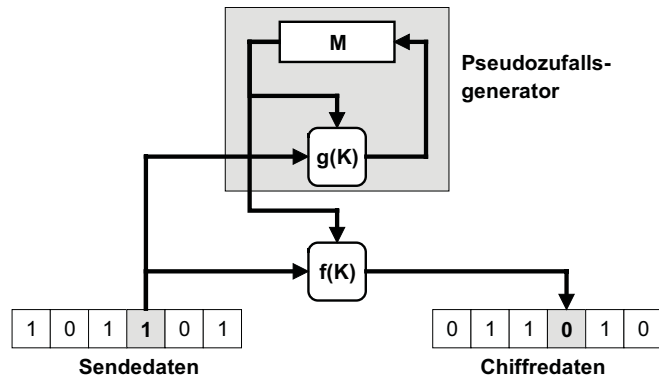 M
Pseudozufalls-
generator
g(K)
f(K)
1 0 1 1 0 1
0 1 1 0 1 0
Sendedaten
Chiffredaten